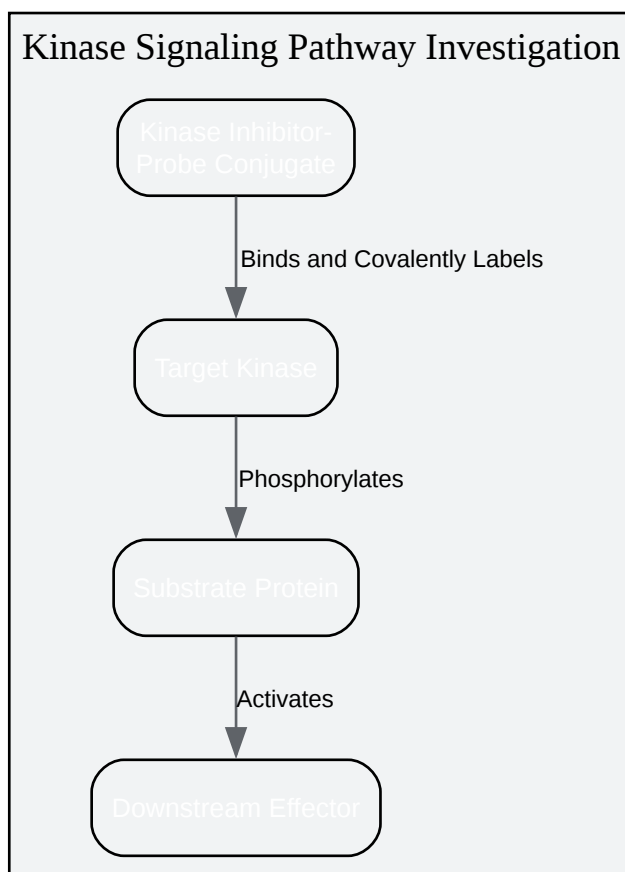 Kinase Signaling Pathway Investigation
Kinase Inhibitor-
Probe Conjugate
Binds and Covalently Labels
Target Kinase
Phosphorylates
Substrate Protein
Activates
Downstream Effector